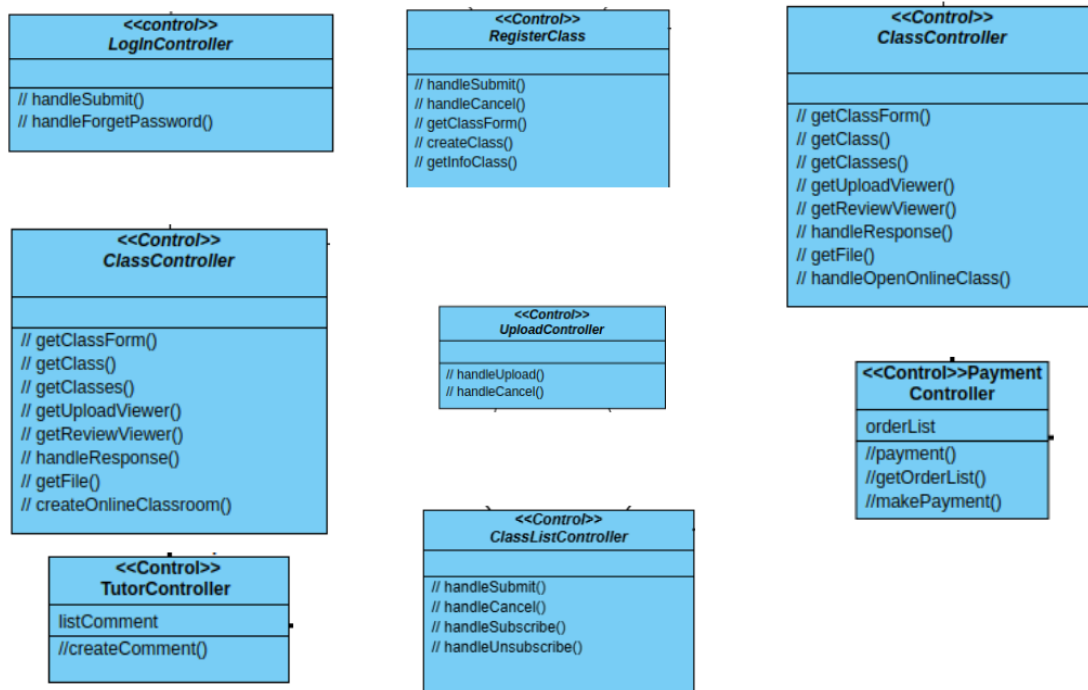 <<control>>
LogInController
// handleSubmit()
// handleForgetPassword()
<<Control>>
RegisterClass
// handleSubmit()
// handleCancel()
// getClassForm()
// createClass()
// getInfoClass()
<<Control>>
ClassController
// getClassForm()
// getClass()
// getClasses()
// getUploadViewer()
// getReviewViewer()
// handleResponse()
// getFile()
// handleOpenOnlineClass()
<<Control>>
ClassController
// getClassForm()
// getClass()
// getClasses()
// getUploadViewer()
// getReviewViewer()
// handleResponse()
// getFile()
// createOnlineClassroom()
<<Control>>
UploadController
// handleUpload()
// handleCancel()
<<Control>>Payment
Controller
orderList
//payment()
//getOrderList()
//makePayment()
<<Control>>
TutorController
listComment
//createComment()
<<Control>>
ClassListController
// handleSubmit()
// handleCancel()
// handleSubscribe()
// handleUnsubscribe()